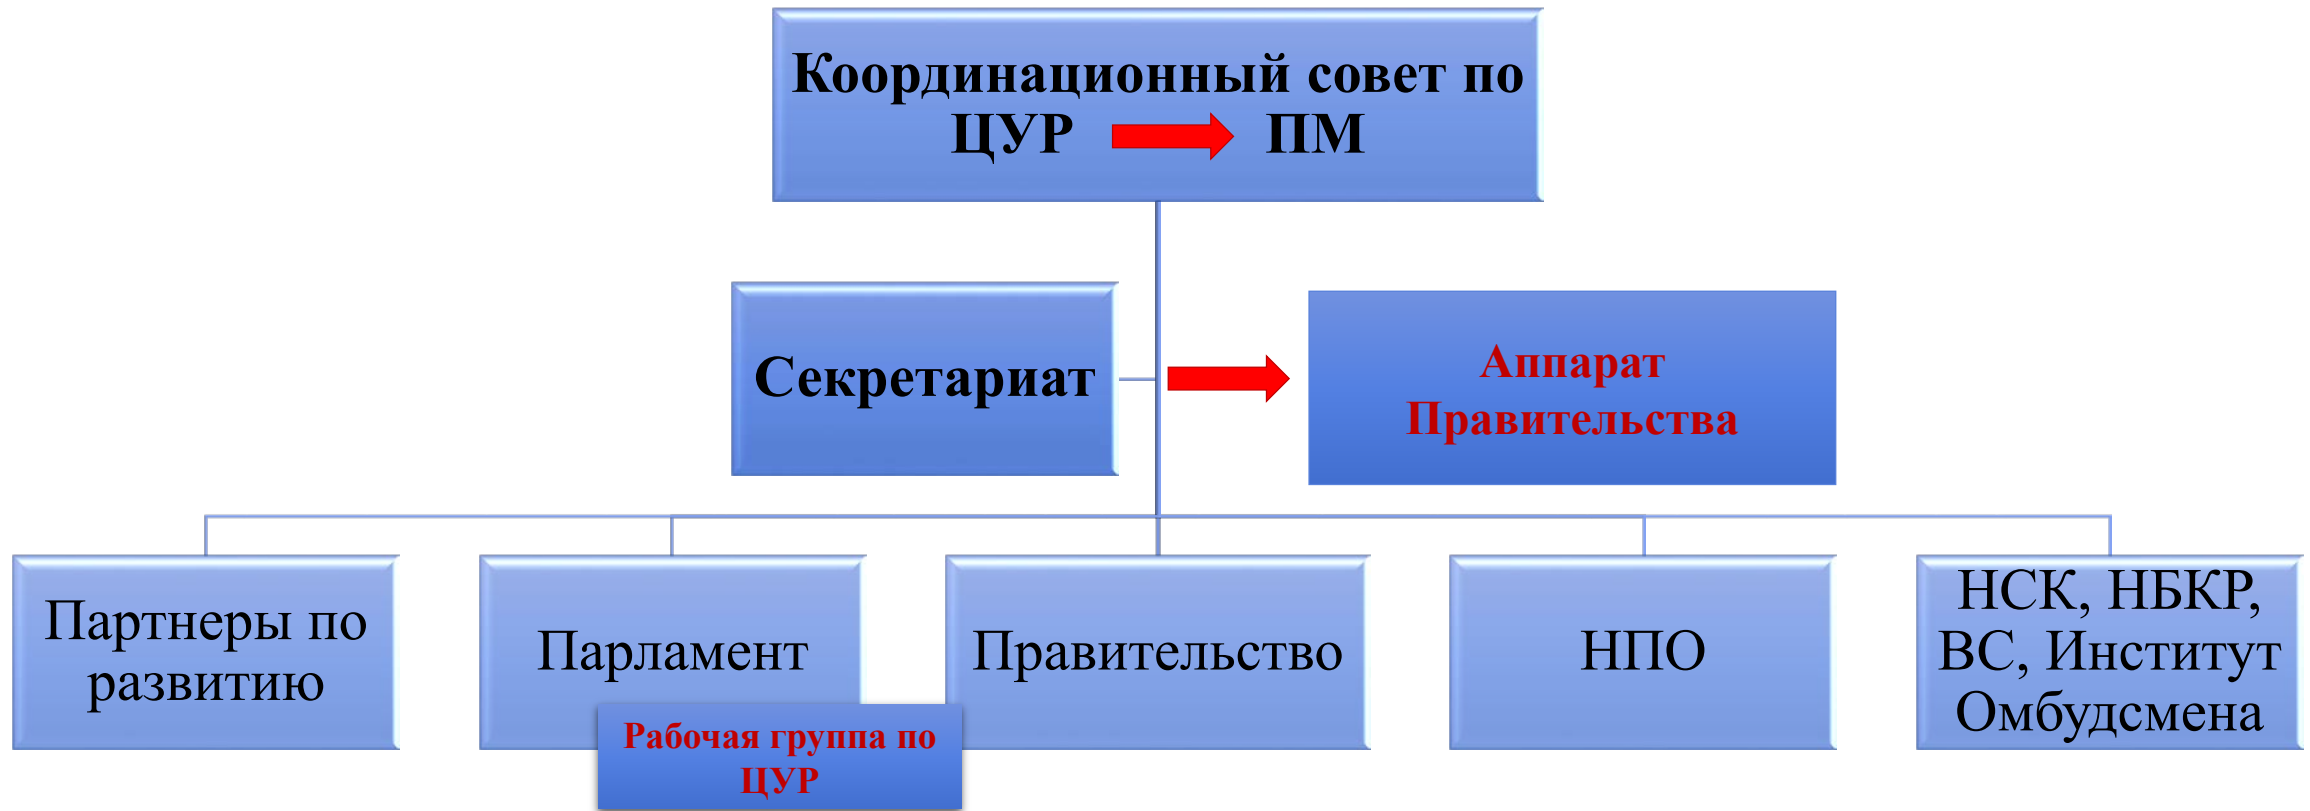 Координационный совет по
ЦУР ПМ
Секретариат
Аппарат
Правительства
Партнеры по
развитию
Парламент
Рабочая группа по
ЦУР
Правительство
НПО
НСК, НБКР,
ВС, Институт
Омбудсмена